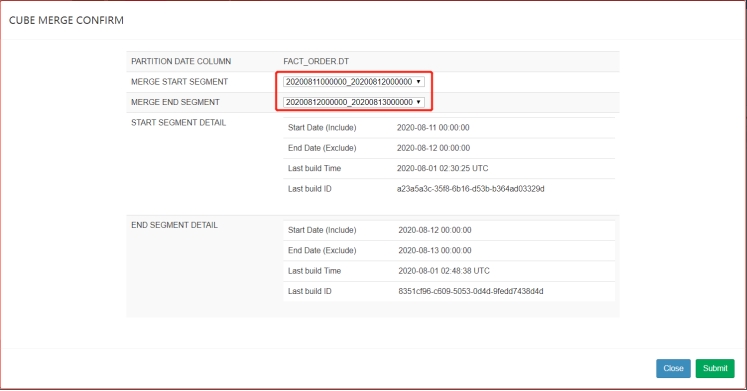 CUBE MERGE CONFIRM
PARTITION DATE COLUMN FACT_ORDER.DT
MERGE START SEGMENT 20200811000000_20200812000000
MERGE END SEGMENT 20200812000000_20200813000000
START SEGMENT DETAIL
Start Date (Include) 2020-08-11 00:00:00
End Date (Exclude) 2020-08-12 00:00:00
Last build Time 2020-08-01 02:30:25 UTC
Last build ID a23a5a3c-35f8-6b16-d53b-b364ad03329d
END SEGMENT DETAIL
Start Date (Include) 2020-08-12 00:00:00
End Date (Exclude) 2020-08-13 00:00:00
Last build Time 2020-08-01 02:48:38 UTC
Last build ID 8351cf96-c609-5053-0d4d-9fedd7438d4d
Close Submit